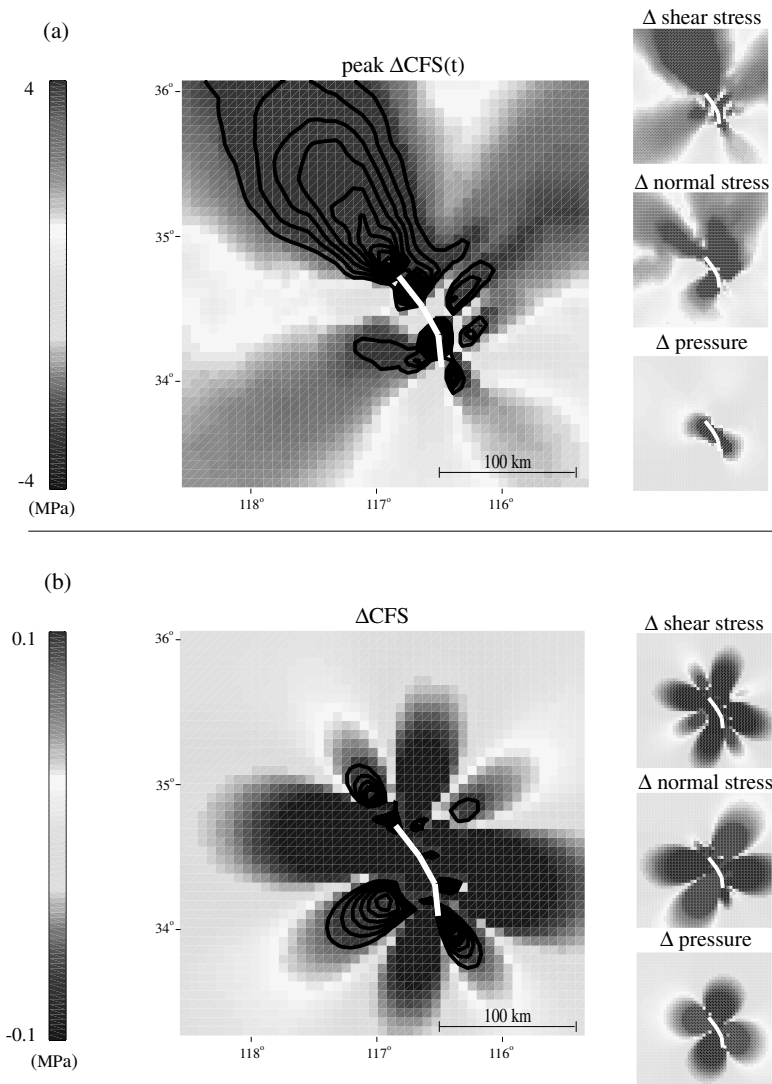 (a)
peak ΔCFS(t)
4
-4
(MPa)
36°
35°
34°
118°
117°
116°
100 km
Δ shear stress
Δ normal stress
Δ pressure
(b)
ΔCFS
0.1
-0.1
(MPa)
36°
35°
34°
118°
117°
116°
100 km
Δ shear stress
Δ normal stress
Δ pressure